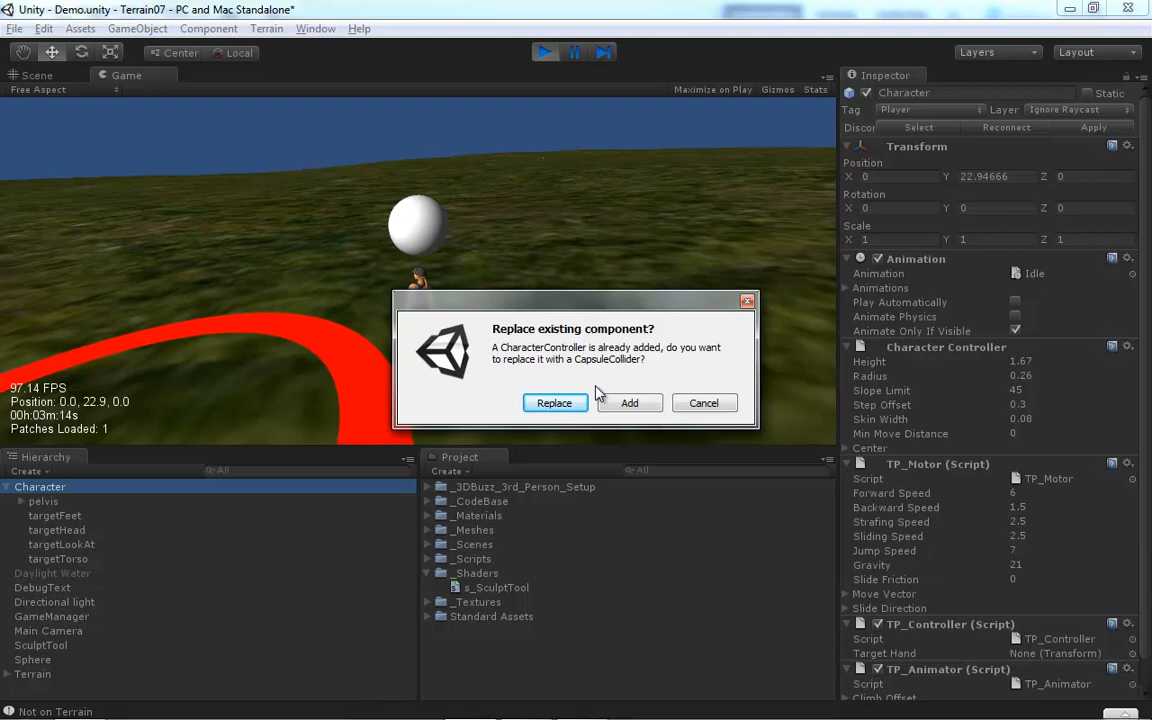 Unity - Demo.unity - Terrain07 - PC and Mac Standalone*
File Edit Assets GameObject Component Terrain Window Help
Center Local Layers Layout
Scene Game
Free Aspect Maximize on Play Gizmos Stats
97.14 FPS
Position: 0.0, 22.9, 0.0
00h:03m:14s
Patches Loaded: 1
Replace existing component?
A CharacterController is already added, do you want
to replace it with a CapsuleCollider?
Replace Add Cancel
Hierarchy
Create All
Character
pelvis
targetFeet
targetHead
targetLookAt
targetTorso
Daylight Water
DebugText
Directional light
GameManager
Main Camera
SculptTool
Sphere
Terrain
Project
Create All
_3DBuzz_3rd_Person_Setup
_CodeBase
_Materials
_Meshes
_Scenes
_Scripts
_Shaders
s_SculptTool
_Textures
Standard Assets
Inspector
Character Static
Tag Player Layer Ignore Raycast
Discor Select Reconnect Apply
Transform
Position
X 0 Y 22.94666 Z 0
Rotation
X 0 Y 0 Z 0
Scale
X 1 Y 1 Z 1
Animation
Animation Idle
Animations
Play Automatically
Animate Physics
Animate Only If Visible
Character Controller
Height 1.67
Radius 0.26
Slope Limit 45
Step Offset 0.3
Skin Width 0.08
Min Move Distance 0
Center
TP_Motor (Script)
Script TP_Motor
Forward Speed 6
Backward Speed 1.5
Strafing Speed 2.5
Sliding Speed 2.5
Jump Speed 7
Gravity 21
Slide Friction 0
Move Vector
Slide Direction
TP_Controller (Script)
Script TP_Controller
Target Hand None (Transform)
TP_Animator (Script)
Script TP_Animator
Climb Offset
Not on Terrain